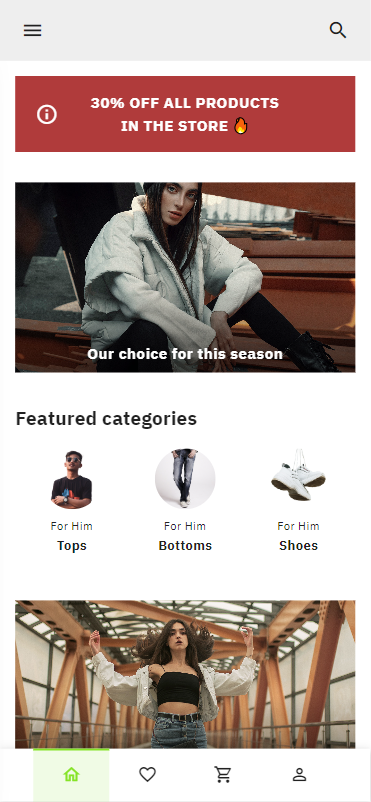 30% OFF ALL PRODUCTS
IN THE STORE 🔥
Our choice for this season
Featured categories
For Him
Tops
For Him
Bottoms
For Him
Shoes